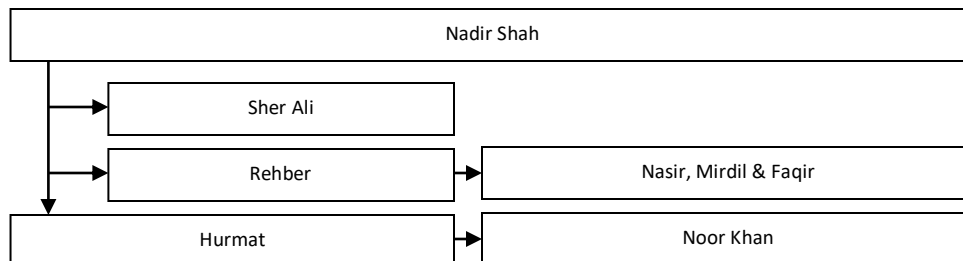 Nadir Shah
Sher Ali
Rehber
Nasir, Mirdil & Faqir
Hurmat
Noor Khan